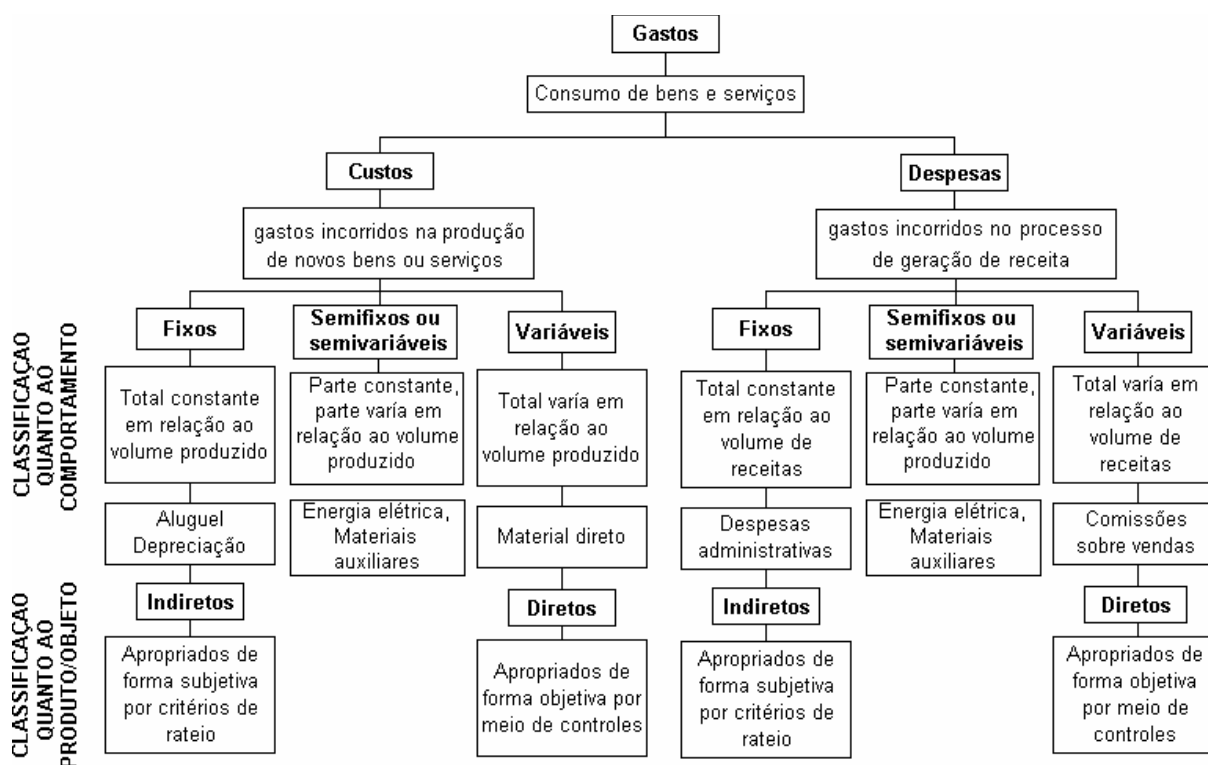 Gastos
Consumo de bens e serviços
Custos
gastos incorridos na produção
de novos bens ou serviços
Despesas
gastos incorridos no processo
de geração de receita
CLASSIFICAÇAO
QUANTO AO
COMPORTAMENTO
Fixos
Total constante
em relação ao
volume produzido
Aluguel
Depreciação
Semifixos ou
semivariáveis
Parte constante,
parte varía em
relação ao volume
produzido
Energia elétrica,
Materiais
auxiliares
Variáveis
Total varía em
relação ao
volume produzido
Material direto
Fixos
Total constante
em relação ao
volume de
receitas
Despesas
administrativas
Semifixos ou
semivariáveis
Parte constante,
parte varía em
relação ao volume
produzido
Energia elétrica,
Materiais
auxiliares
Variáveis
Total varía em
relação ao
volume de
receitas
Comissões
sobre vendas
CLASSIFICAÇAO
QUANTO AO
PRODUTO/OBJETO
Indiretos
Apropriados de
forma subjetiva
por critérios de
rateio
Diretos
Apropriados de
forma objetiva por
meio de controles
Indiretos
Apropriados de
forma subjetiva
por critérios de
rateio
Diretos
Apropriados de
forma objetiva
por meio de
controles